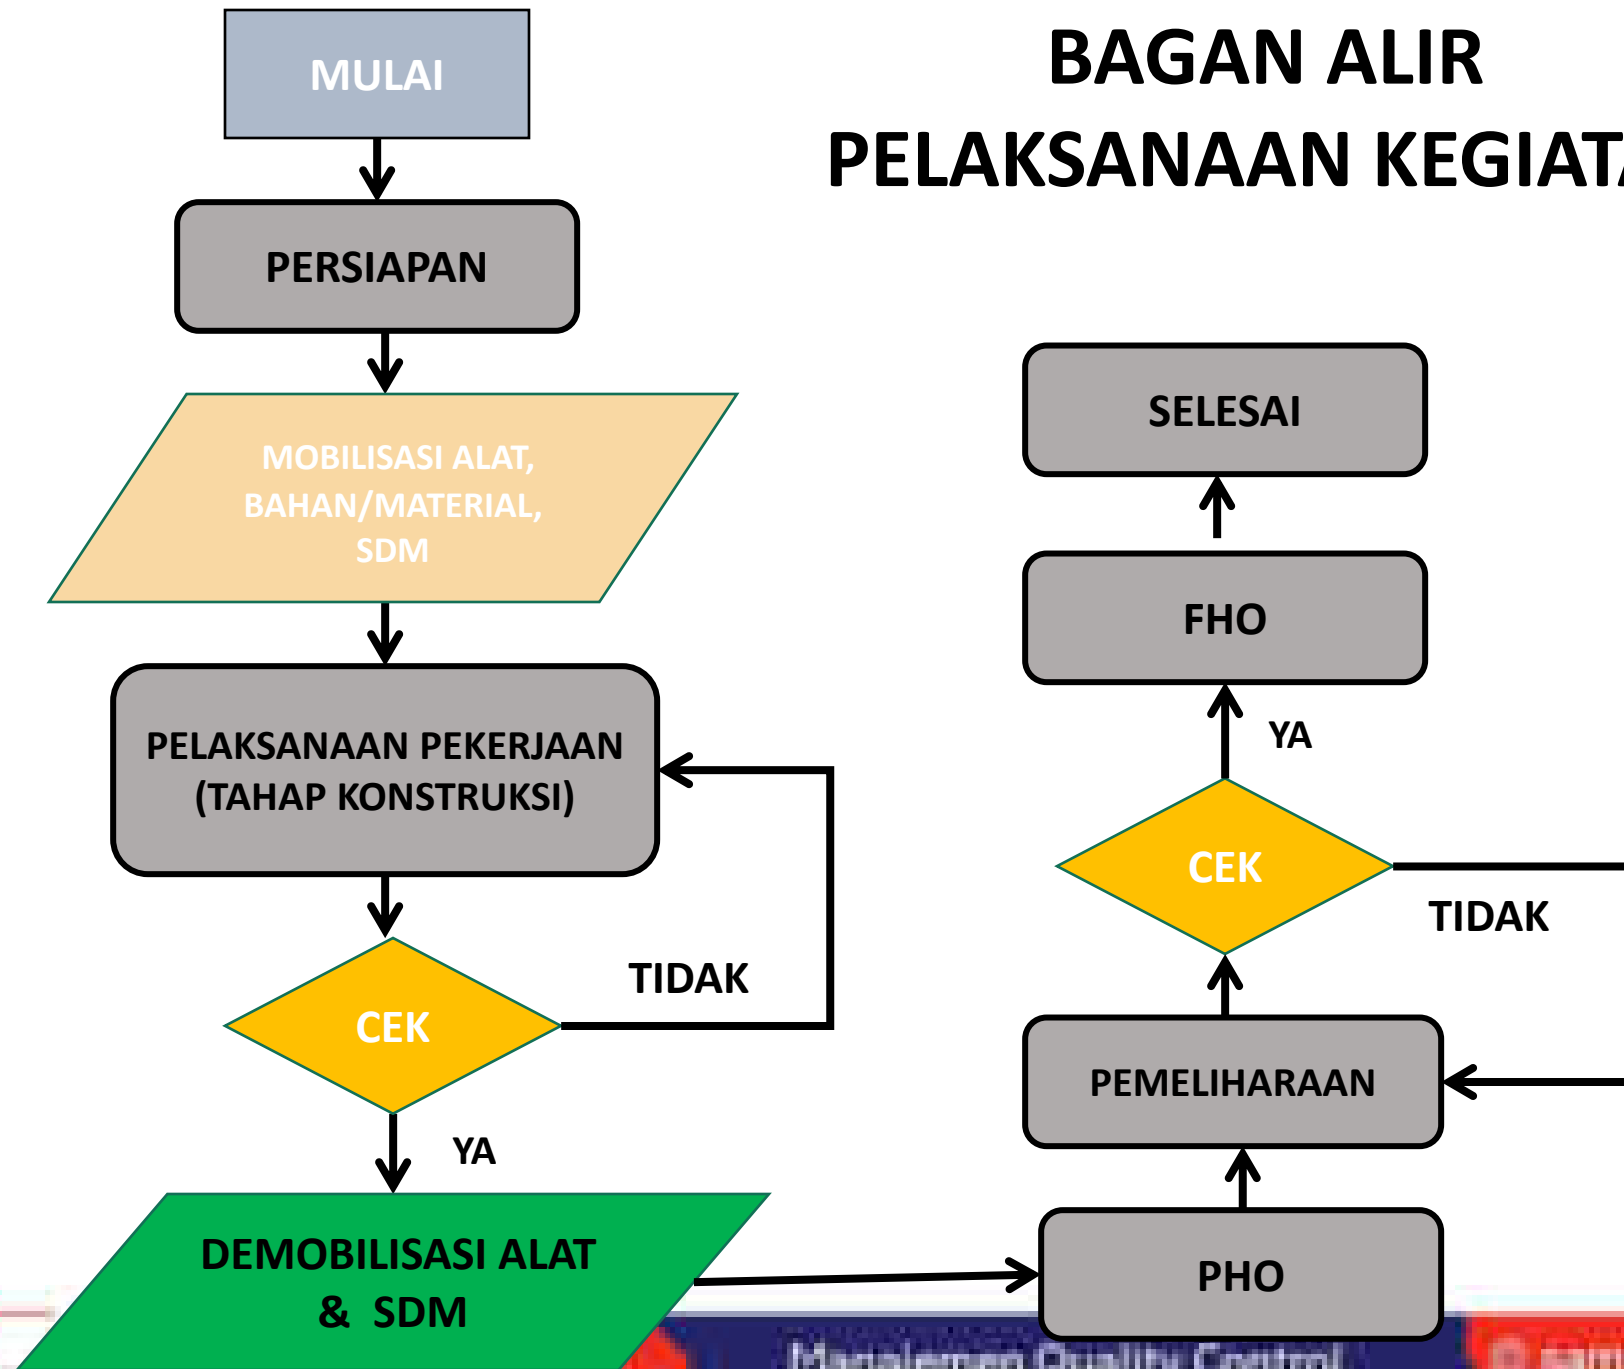 BAGAN ALIR
PELAKSANAAN KEGIATA
MULAI
PERSIAPAN
MOBILISASI ALAT,
BAHAN/MATERIAL,
SDM
PELAKSANAAN PEKERJAAN
(TAHAP KONSTRUKSI)
CEK
TIDAK
YA
DEMOBILISASI ALAT
& SDM
SELESAI
FHO
YA
CEK
TIDAK
PEMELIHARAAN
PHO